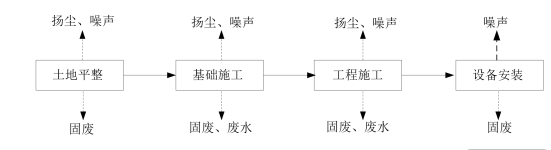 扬尘、噪声 扬尘、噪声 扬尘、噪声 噪声
土地平整 基础施工 工程施工 设备安装
固废 固废、废水 固废、废水 固废